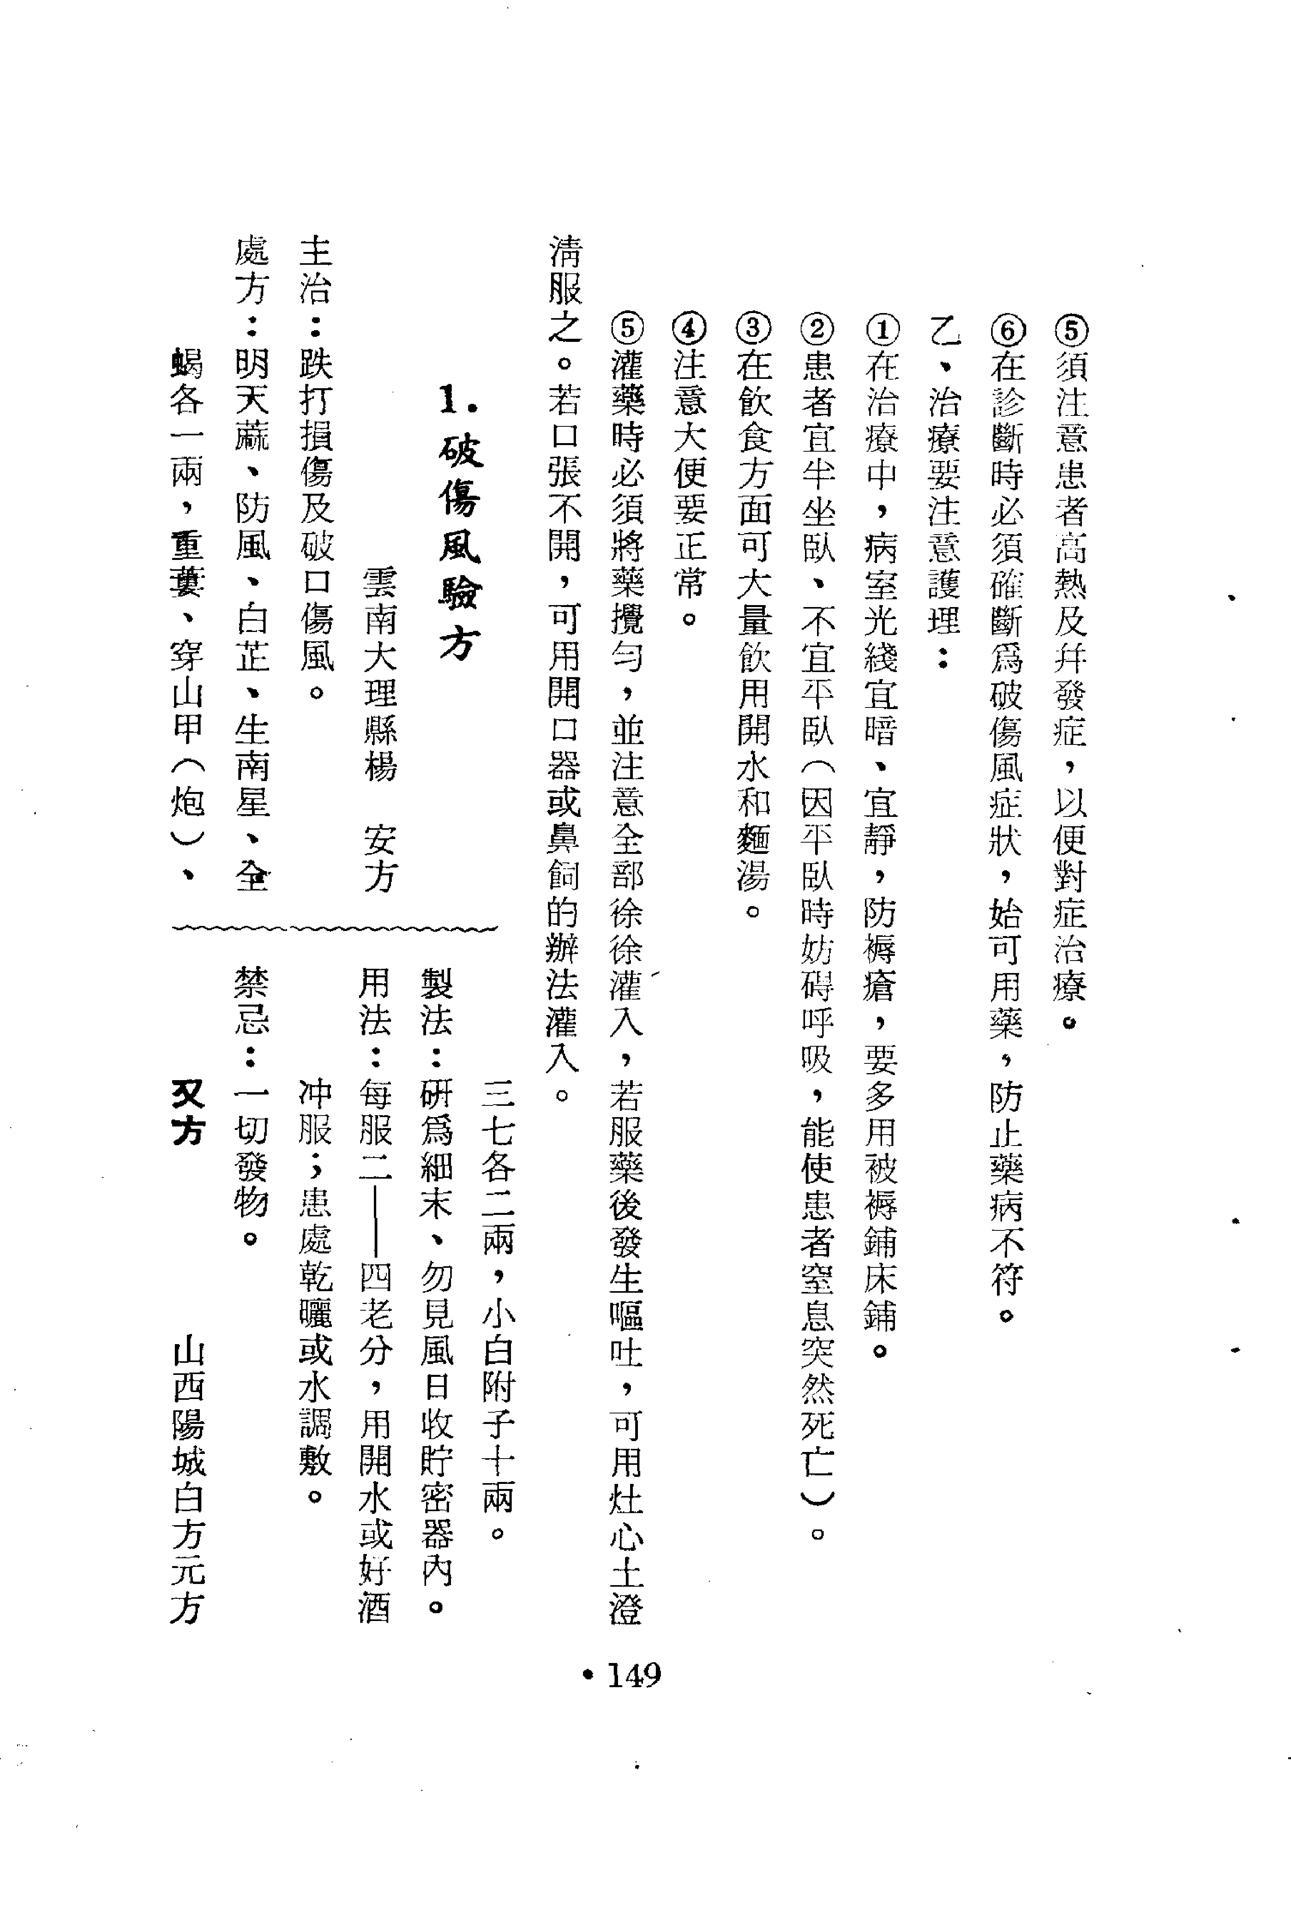 ⑤須注意患者高熱及幷發症，以便對症治療。
⑥在診斷時必須確斷爲破傷風症狀，始可用藥，防止藥病不符。
乙、治療要注意護理：
①在治療中，病室光綫宜暗、宜靜，防褥瘡，要多用被褥鋪床鋪。
②患者宜半坐臥、不宜平臥（因平臥時妨碍呼吸，能使患者窒息突然死亡）。
③在飲食方面可大量飲用開水和麵湯。
④注意大便要正常。
⑤灌藥時必須將藥攪匀，並注意全部徐徐灌入，若服藥後發生嘔吐，可用灶心土澄
淸服之。若口張不開，可用開口器或鼻飼的辦法灌入。
1.破傷風驗方
雲南大理縣楊　安方
主治：跌打損傷及破口傷風。
處方：明天蔴、防風、白芷、生南星、全
蝎各一兩，重蔞、穿山甲（炮）、
三七各二兩，小白附子十兩。
製法：硏爲細末、勿見風日收貯密器內。
用法：每服二——四老分，用開水或好酒
冲服；患處乾曬或水調敷。
禁忌：一切發物。
又方　山西陽城白方元方
•149